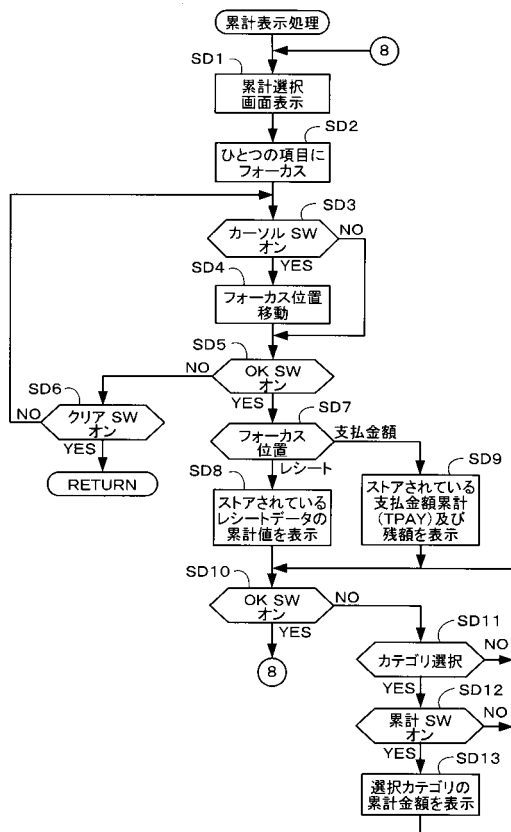 累計表示処理
8
SD1
累計選択
画面表示
SD2
ひとつの項目に
フォーカス
SD3
カーソル SW
オン
NO
YES
SD4
フォーカス位置
移動
SD5
OK SW
オン
NO
YES
SD6
クリア SW
オン
NO
YES
RETURN
SD7
フォーカス
位置
支払金額
レシート
SD8
ストアされている
レシートデータの
累計値を表示
SD9
ストアされている
支払金額累計
(TPAY)及び
残額を表示
SD10
OK SW
オン
NO
YES
8
SD11
カテゴリ選択
NO
YES
SD12
累計 SW
オン
NO
YES
SD13
選択カテゴリの
累計金額を表示